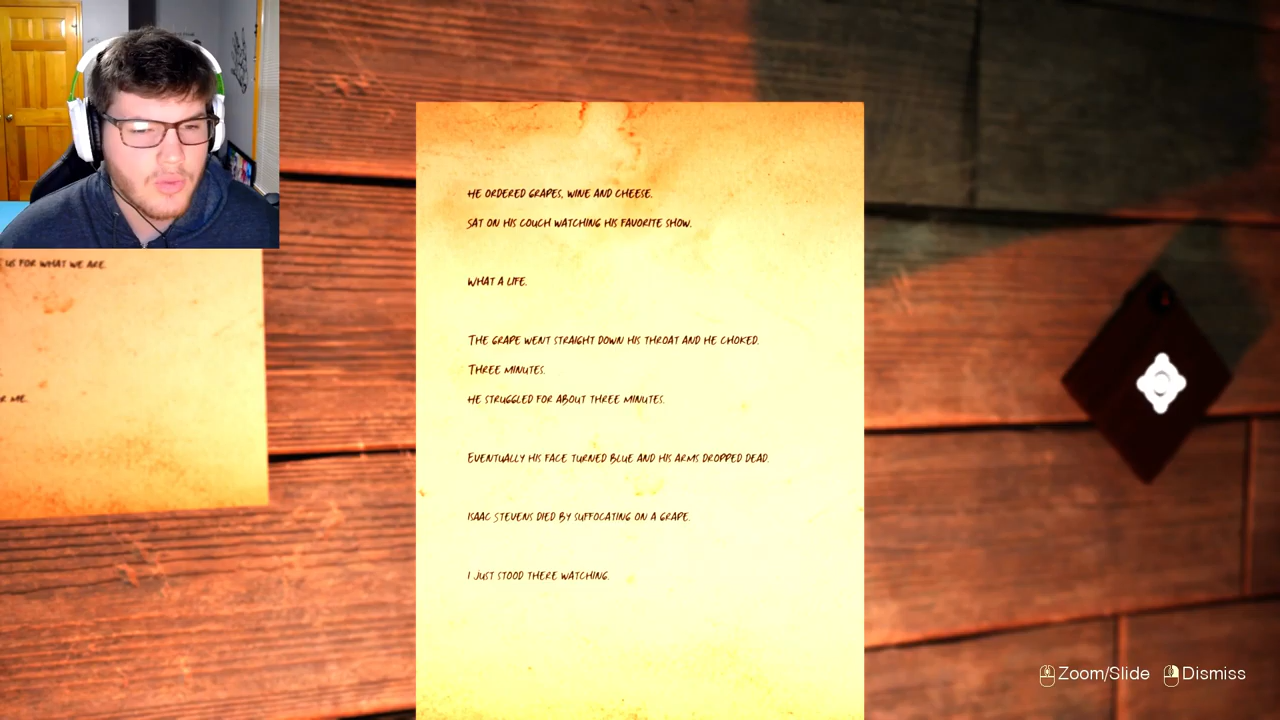 US FOR WHAT WE ARE.
R ME.
HE ORDERED GRAPES, WINE AND CHEESE.
SAT ON HIS COUCH WATCHING HIS FAVORITE SHOW.
WHAT A LIFE.
THE GRAPE WENT STRAIGHT DOWN HIS THROAT AND HE CHOKED.
THREE MINUTES.
HE STRUGGLED FOR ABOUT THREE MINUTES.
EVENTUALLY HIS FACE TURNED BLUE AND HIS ARMS DROPPED DEAD.
ISAAC STEVENS DIED BY SUFFOCATING ON A GRAPE.
I JUST STOOD THERE WATCHING.
Zoom/Slide Dismiss